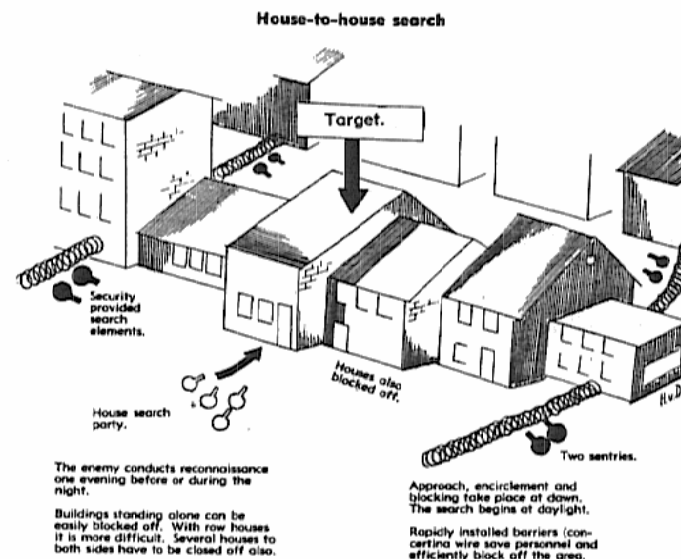 House-to-house search
Target.
Security
provided
search
elements.
House search
party.
Houses also
blocked off.
H.v.D
Two sentries.
The enemy conducts reconnaissance
one evening before or during the
night.
Buildings standing alone can be
easily blocked off. With row houses
it is more difficult. Several houses to
both sides have to be closed off also.
Approach, encirclement and
blocking take place at dawn.
The search begins at daylight.
Rapidly installed barriers (con-
certina wire save personnel and
efficiently block off the area.